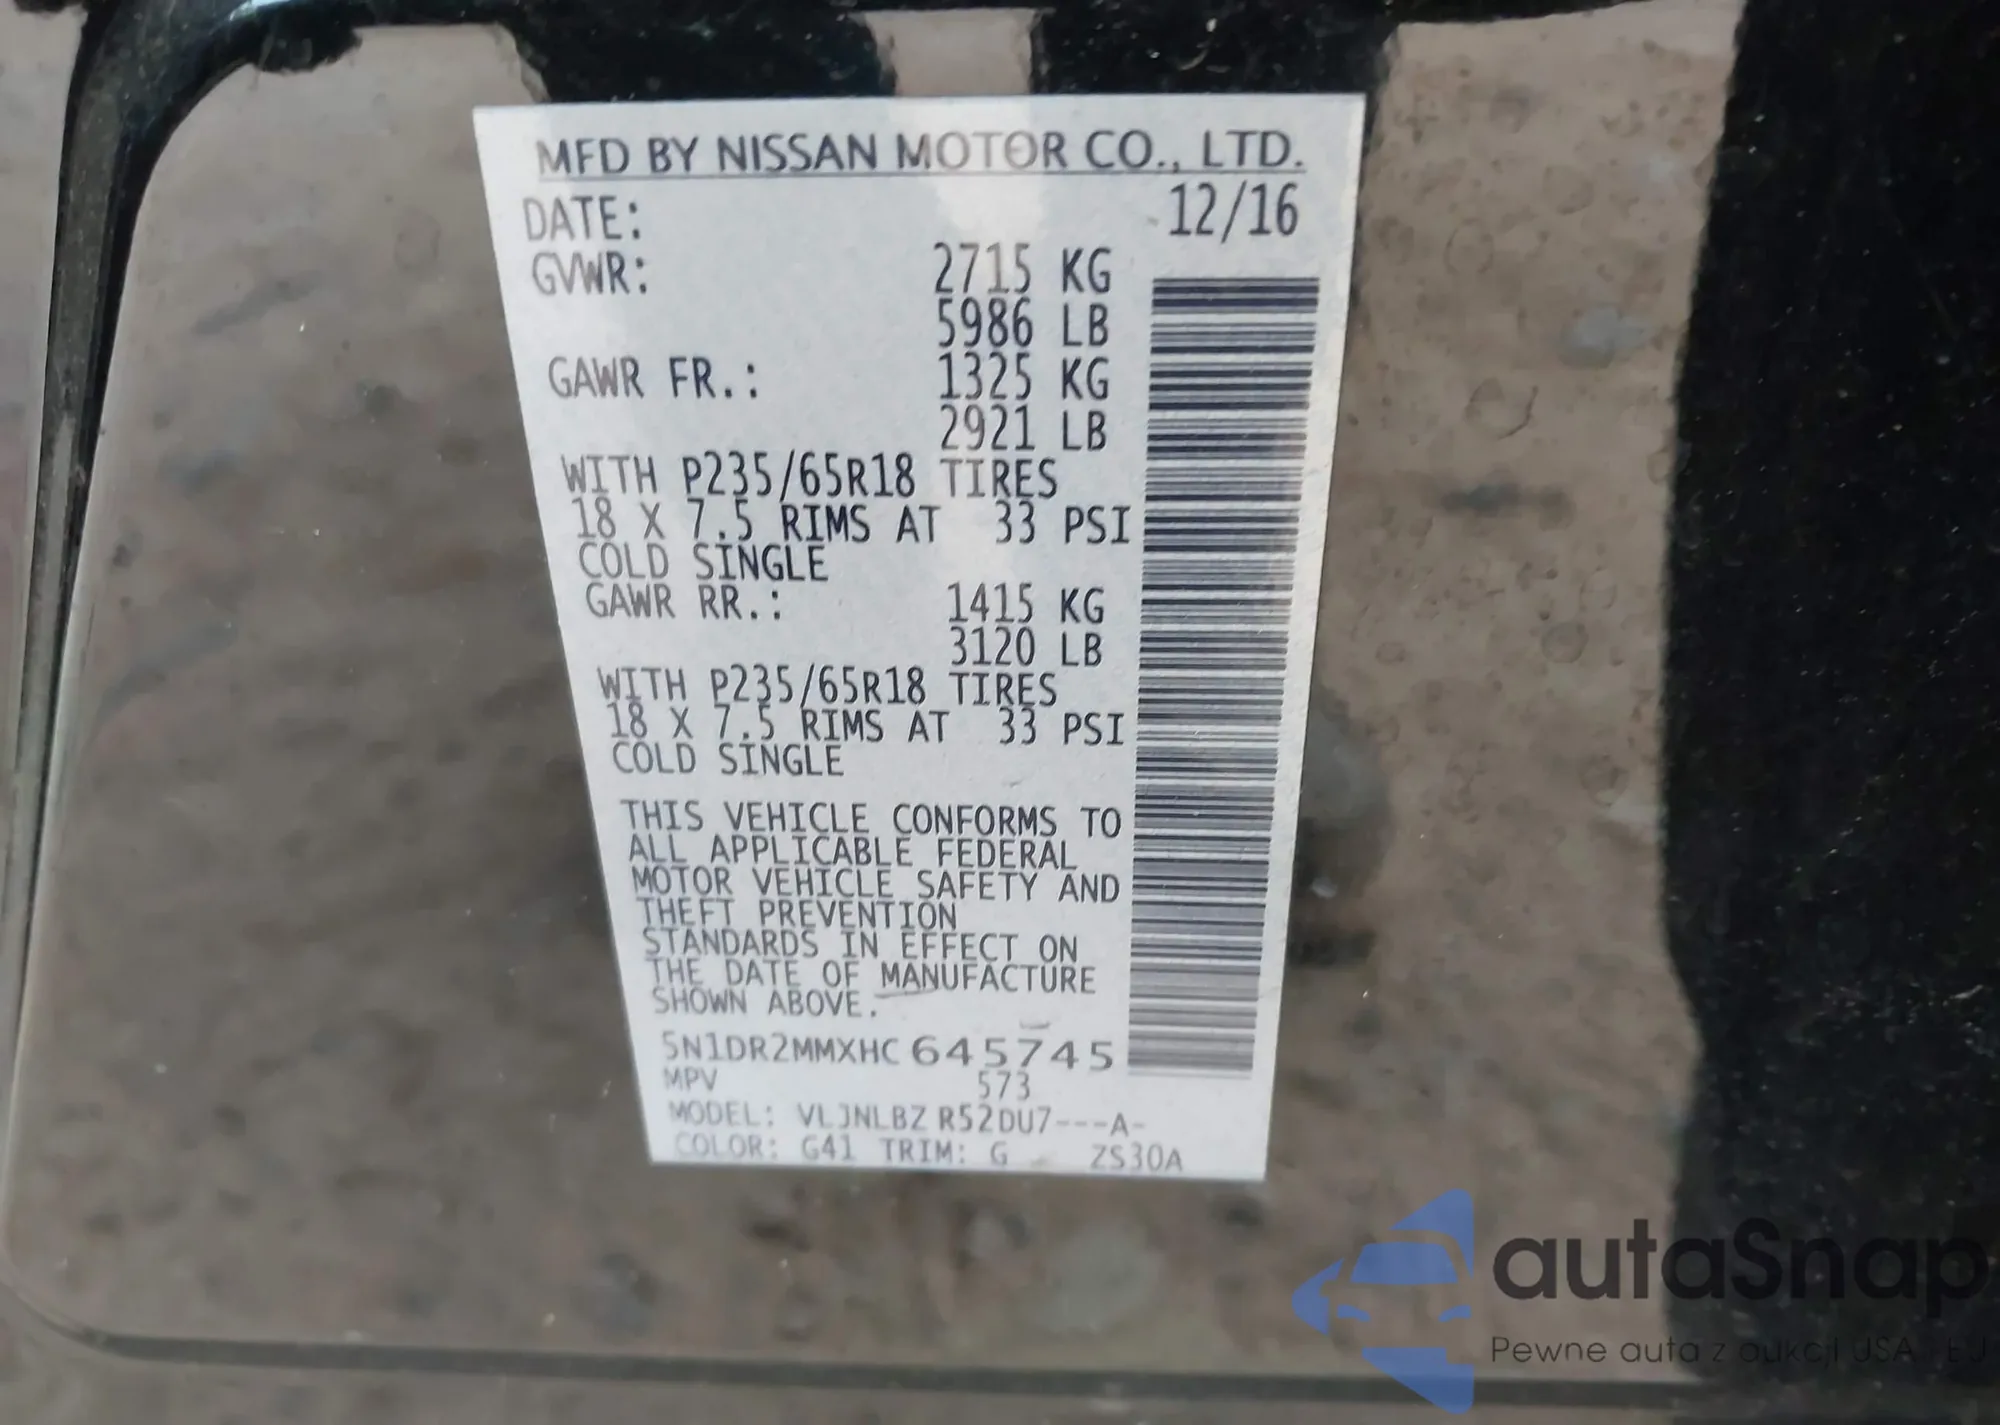 MFD BY NISSAN MOTOR CO., LTD.
DATE: 12/16
GVWR: 2715 KG
5986 LB
GAWR FR.: 1325 KG
2921 LB
WITH P235/65R18 TIRES
18 X 7.5 RIMS AT 33 PSI
COLD SINGLE
GAWR RR.: 1415 KG
3120 LB
WITH P235/65R18 TIRES
18 X 7.5 RIMS AT 33 PSI
COLD SINGLE
THIS VEHICLE CONFORMS TO
ALL APPLICABLE FEDERAL
MOTOR VEHICLE SAFETY AND
THEFT PREVENTION
STANDARDS IN EFFECT ON
THE DATE OF MANUFACTURE
SHOWN ABOVE.
5N1DR2MMXHC645745
MPV 573
MODEL: VLJNLBZ R52DU7---A-
COLOR: G41 TRIM: G ZS30A
autaSnap
Pewne auta z aukcji USA i EU